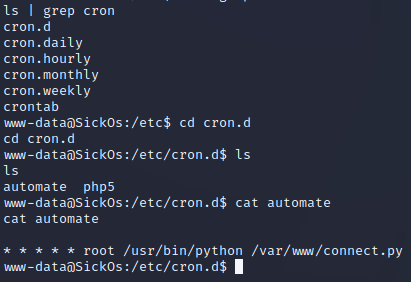 ls | grep cron
cron.d
cron.daily
cron.hourly
cron.monthly
cron.weekly
crontab
www-data@SickOs:/etc$ cd cron.d
cd cron.d
www-data@SickOs:/etc/cron.d$ ls
ls
automate  php5
www-data@SickOs:/etc/cron.d$ cat automate
cat automate

* * * * * root /usr/bin/python /var/www/connect.py
www-data@SickOs:/etc/cron.d$